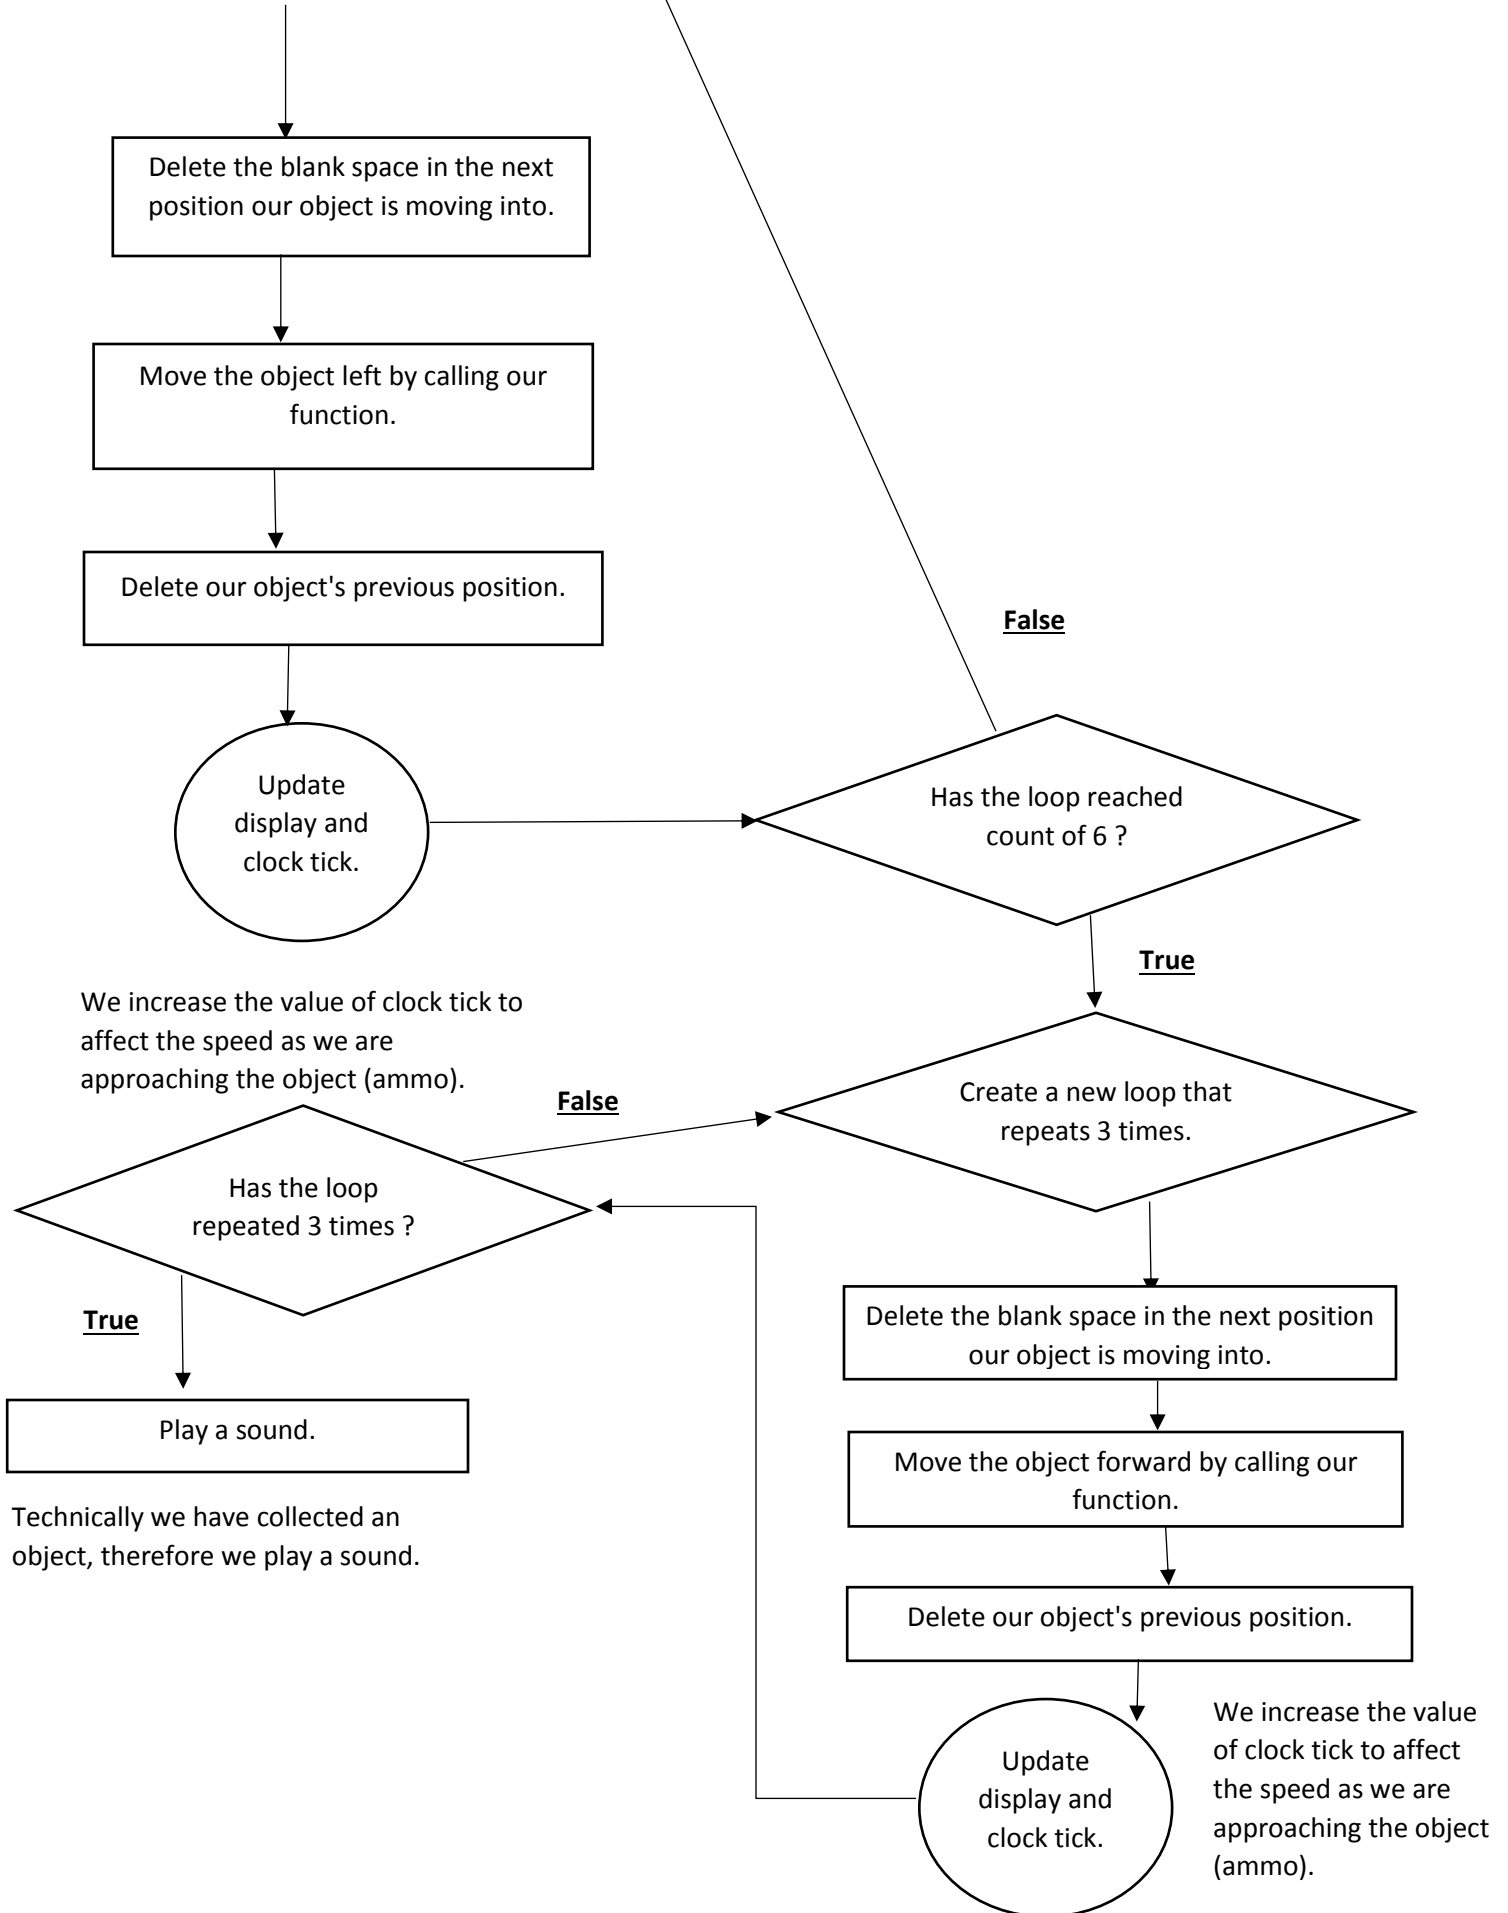 Delete the blank space in the next
position our object is moving into.
Move the object left by calling our
function.
Delete our object's previous position.
Update
display and
clock tick.
False
Has the loop reached
count of 6 ?
True
We increase the value of clock tick to
affect the speed as we are
approaching the object (ammo).
False
Create a new loop that
repeats 3 times.
Has the loop
repeated 3 times ?
True
Play a sound.
Technically we have collected an
object, therefore we play a sound.
Delete the blank space in the next position
our object is moving into.
Move the object forward by calling our
function.
Delete our object's previous position.
Update
display and
clock tick.
We increase the value
of clock tick to affect
the speed as we are
approaching the object
(ammo).